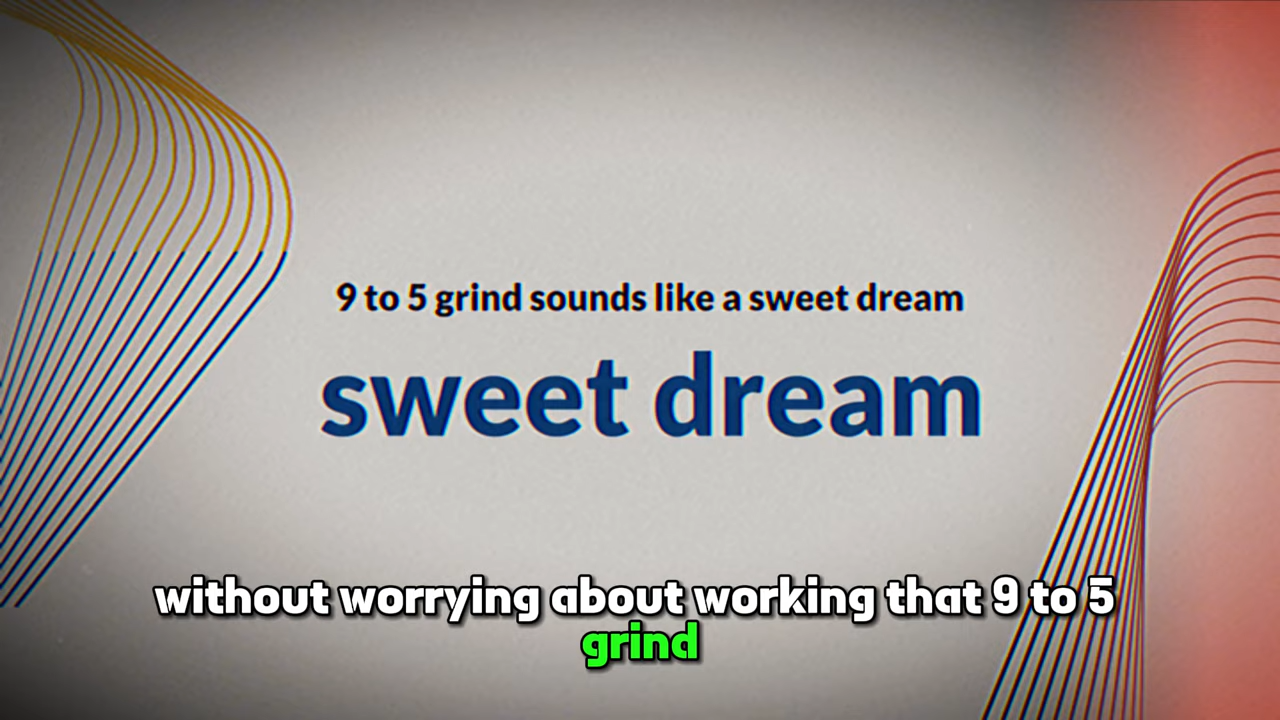 9 to 5 grind sounds like a sweet dream
sweet dream
without worrying about working that 9 to 5
grind